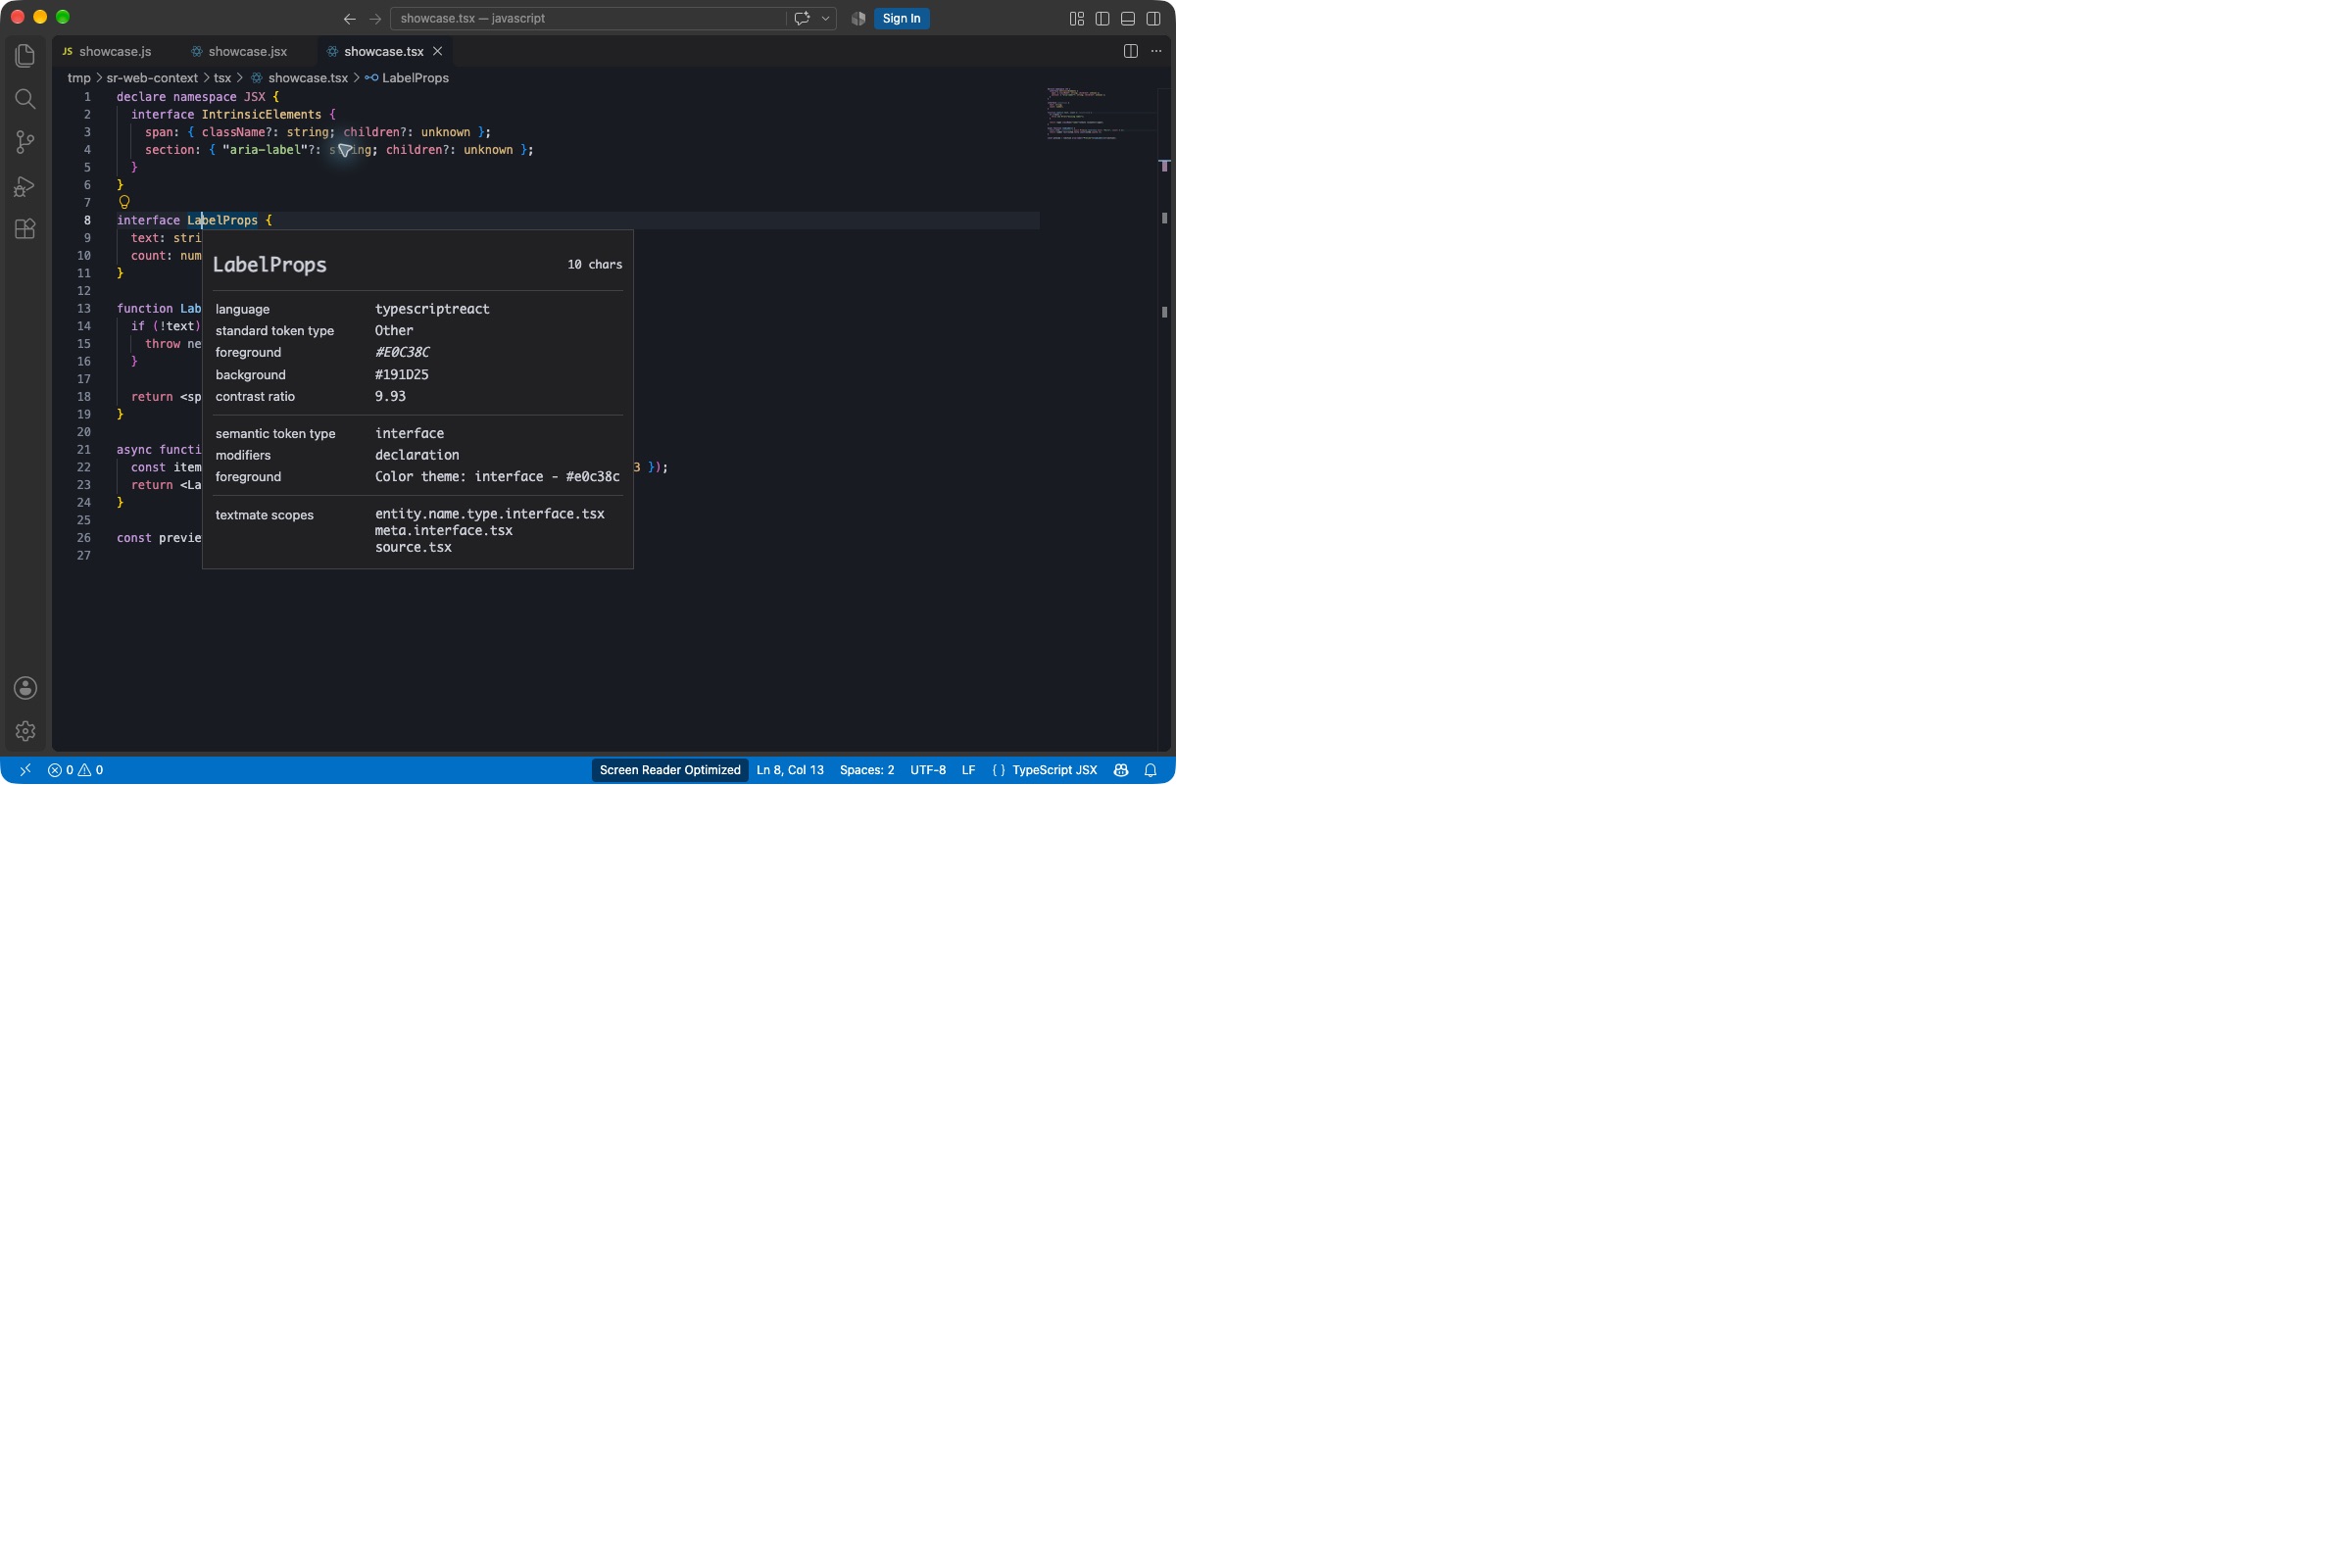 showcase.tsx — javascript
Sign In
JS showcase.js
showcase.jsx
showcase.tsx
tmp > sr-web-context > tsx > showcase.tsx > LabelProps
1 declare namespace JSX {
2 interface IntrinsicElements {
3 span: { className?: string; children?: unknown };
4 section: { "aria-label"?: string; children?: unknown };
5 }
6 }
7
8 interface LabelProps {
9 text: stri
10 count: num
11 }
12
13 function Lab
14 if (!text)
15 throw ne
16 }
17
18 return <sp
19 }
20
21 async functi
22 const item 3 });
23 return <La
24 }
25
26 const previe
27
LabelProps 10 chars
language typescriptreact
standard token type Other
foreground #E0C38C
background #191D25
contrast ratio 9.93
semantic token type interface
modifiers declaration
foreground Color theme: interface - #e0c38c
textmate scopes entity.name.type.interface.tsx
meta.interface.tsx
source.tsx
0 0 Screen Reader Optimized Ln 8, Col 13 Spaces: 2 UTF-8 LF { } TypeScript JSX